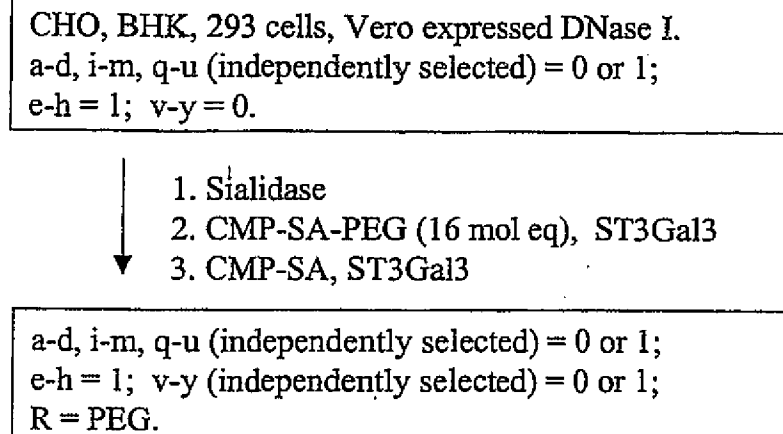 CHO, BHK, 293 cells, Vero expressed DNase I.
a-d, i-m, q-u (independently selected) = 0 or 1;
e-h = 1; v-y = 0.
1. Sialidase
2. CMP-SA-PEG (16 mol eq), ST3Gal3
3. CMP-SA, ST3Gal3
a-d, i-m, q-u (independently selected) = 0 or 1;
e-h = 1; v-y (independently selected) = 0 or 1;
R = PEG.